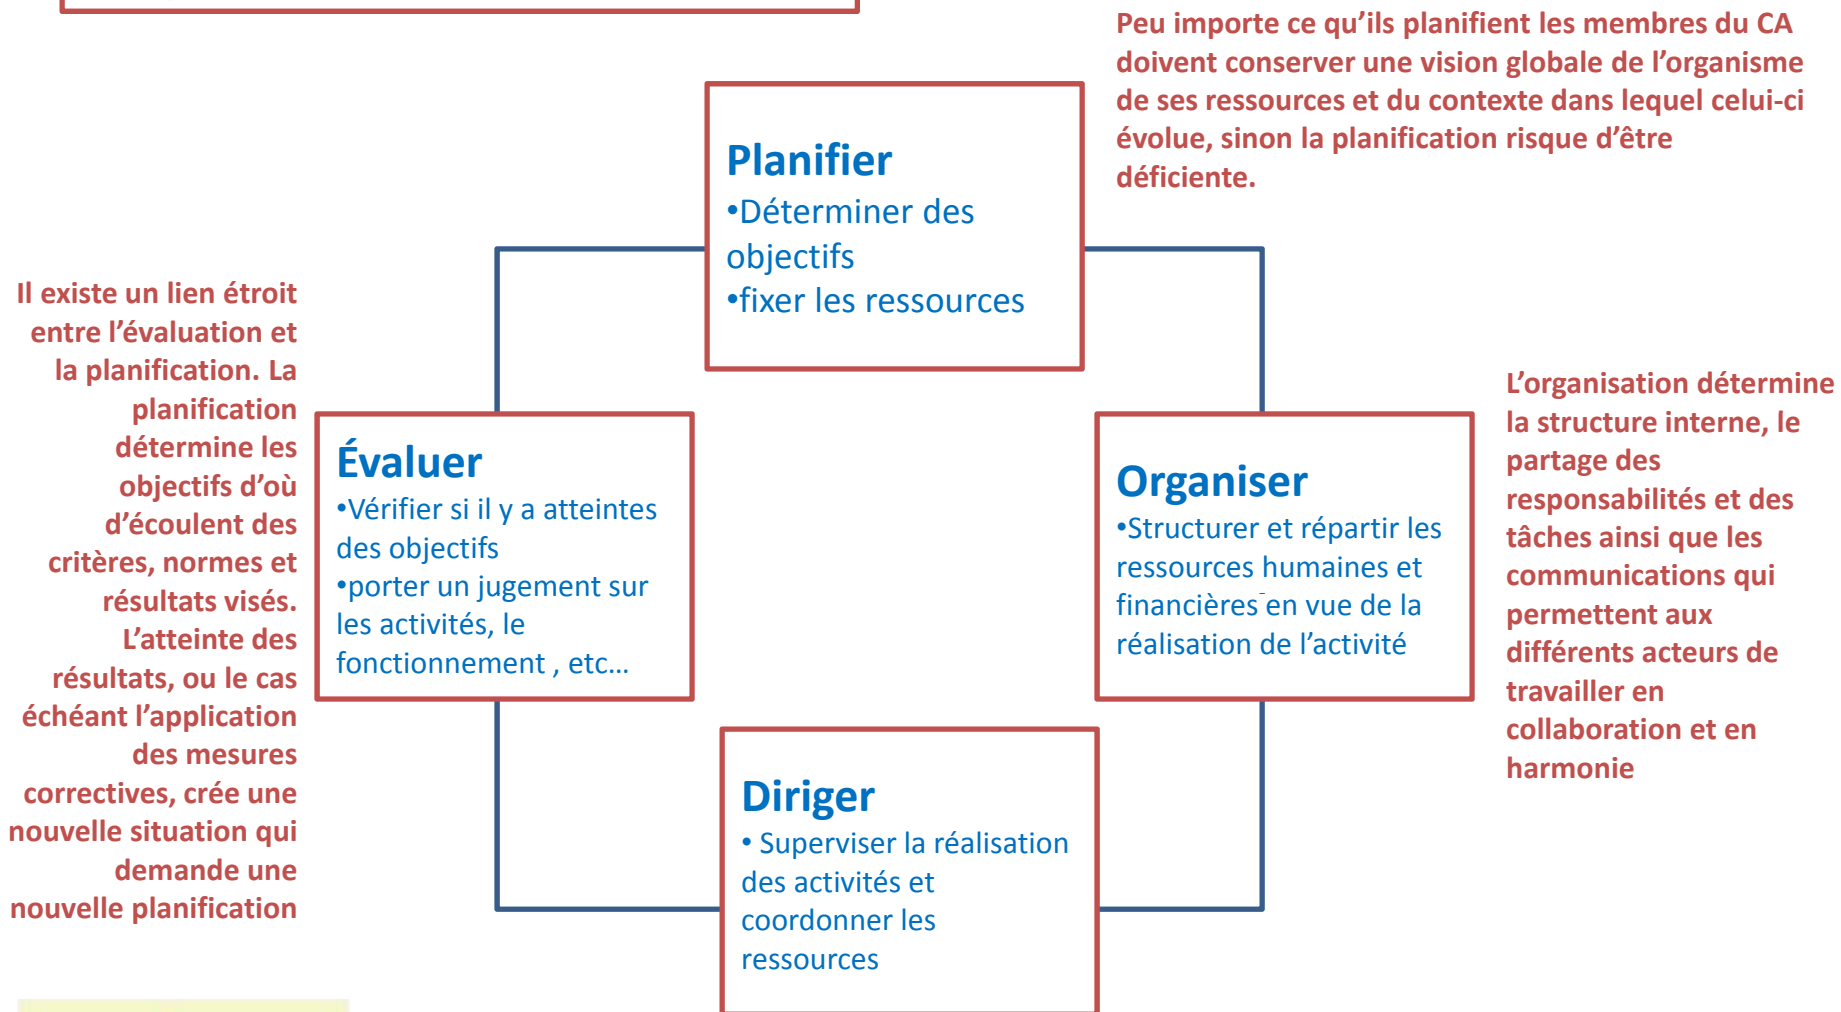 Peu importe ce qu’ils planifient les membres du CA
doivent conserver une vision globale de l’organisme
de ses ressources et du contexte dans lequel celui-ci
évolue, sinon la planification risque d’être
déficiente.
Planifier
•Déterminer des
objectifs
•fixer les ressources
Il existe un lien étroit
entre l’évaluation et
la planification. La
planification
détermine les
objectifs d’où
d’écoulent des
critères, normes et
résultats visés.
L’atteinte des
résultats, ou le cas
échéant l’application
des mesures
correctives, crée une
nouvelle situation qui
demande une
nouvelle planification
Évaluer
•Vérifier si il y a atteintes
des objectifs
•porter un jugement sur
les activités, le
fonctionnement , etc…
Organiser
•Structurer et répartir les
ressources humaines et
financières en vue de la
réalisation de l’activité
L’organisation détermine
la structure interne, le
partage des
responsabilités et des
tâches ainsi que les
communications qui
permettent aux
différents acteurs de
travailler en
collaboration et en
harmonie
Diriger
• Superviser la réalisation
des activités et
coordonner les
ressources